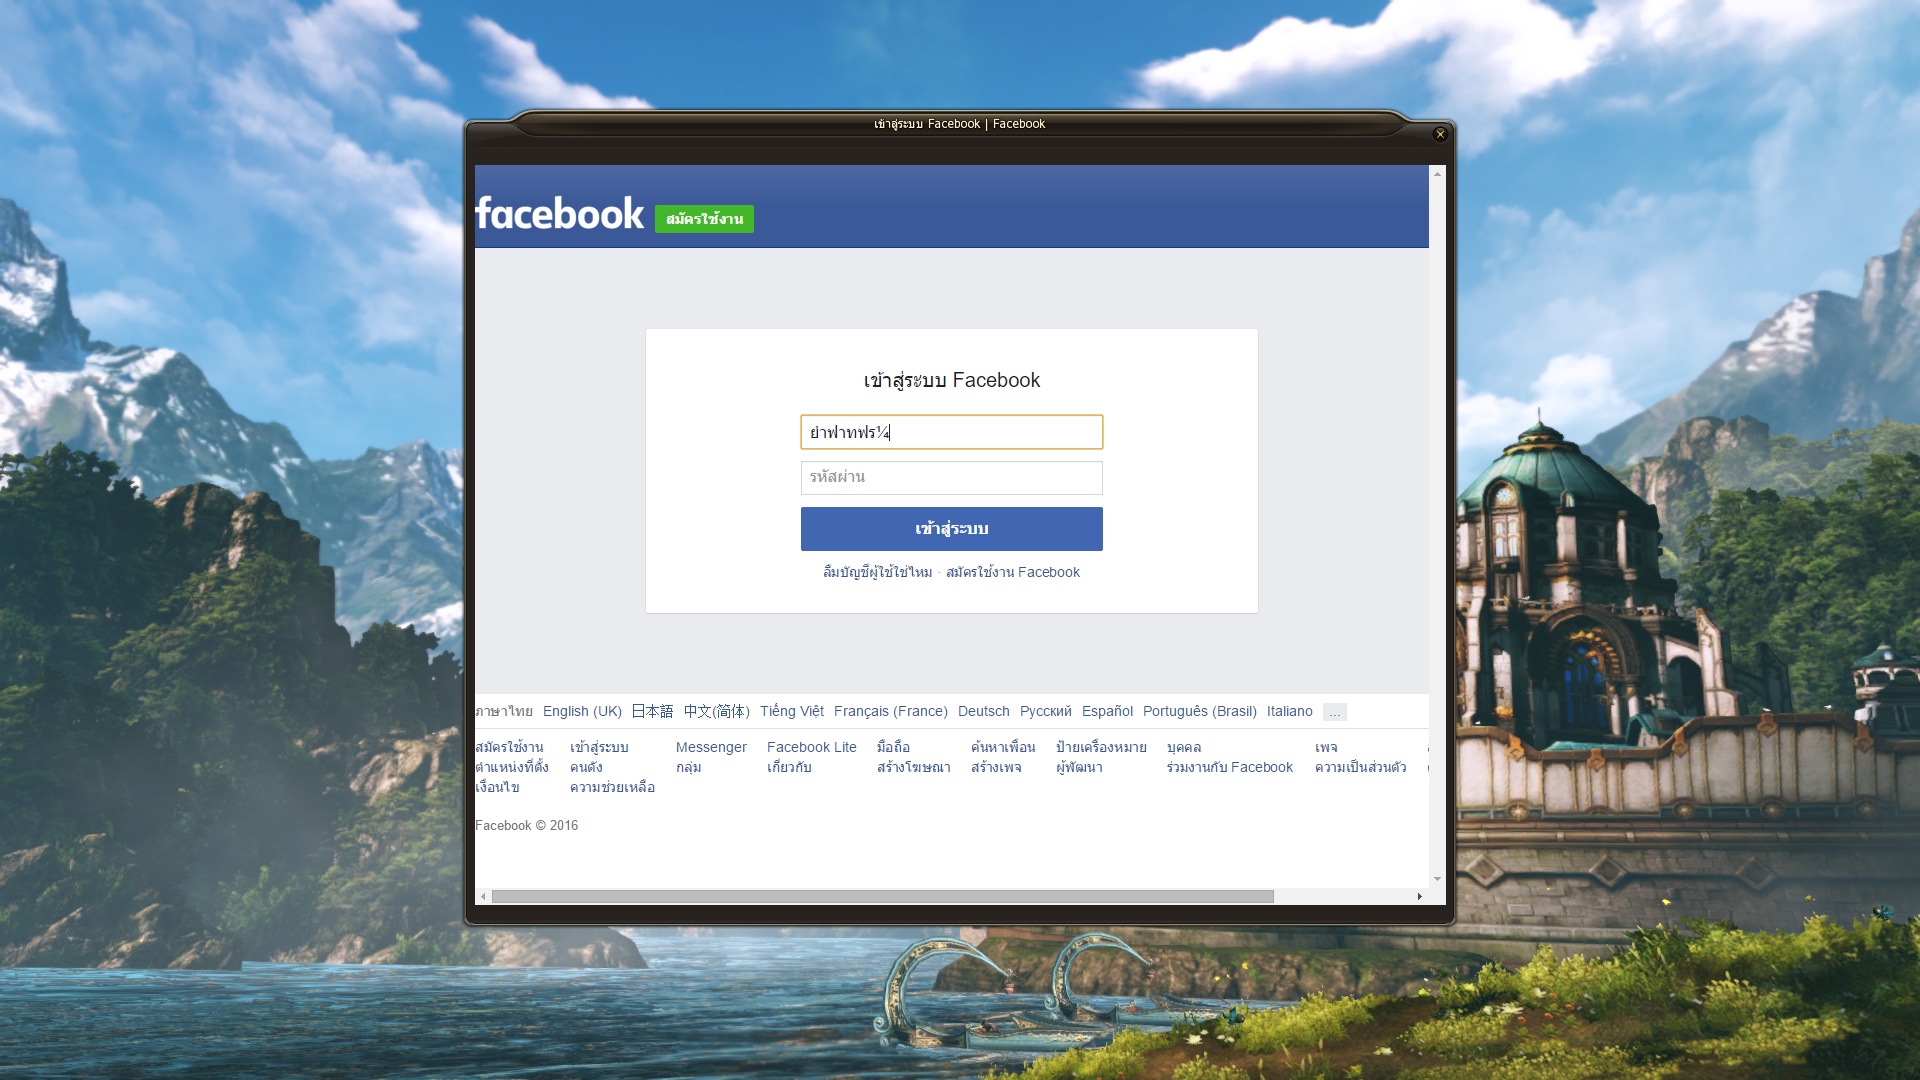 เข้าสู่ระบบ Facebook | Facebook
facebook สมัครใช้งาน
เข้าสู่ระบบ Facebook
ย่าฟาทฟร¼
รหัสผ่าน
เข้าสู่ระบบ
ลืมบัญชีผู้ใช้ใช่ไหม · สมัครใช้งาน Facebook
ภาษาไทย English (UK) 日本語 中文(简体) Tiếng Việt Français (France) Deutsch Русский Español Português (Brasil) Italiano ...
สมัครใช้งาน เข้าสู่ระบบ Messenger Facebook Lite มือถือ ค้นหาเพื่อน ป้ายเครื่องหมาย บุคคล เพจ
ตำแหน่งที่ตั้ง คนดัง กลุ่ม เกี่ยวกับ สร้างโฆษณา สร้างเพจ ผู้พัฒนา ร่วมงานกับ Facebook ความเป็นส่วนตัว
เงื่อนไข ความช่วยเหลือ
Facebook © 2016